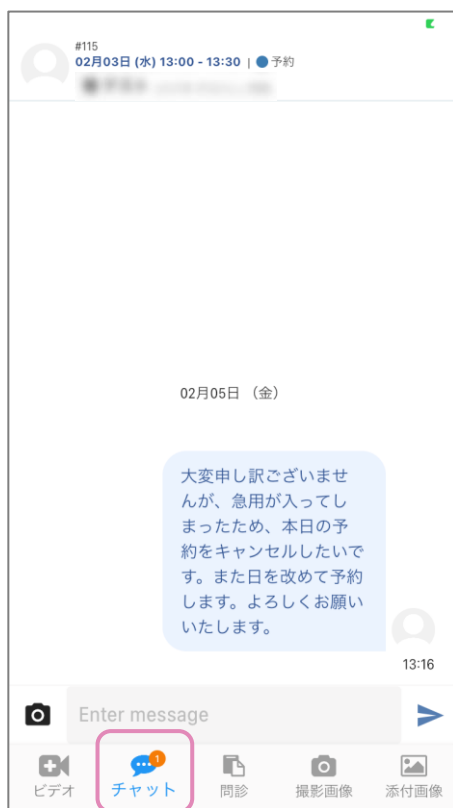 #115
02月03日 (水) 13:00 - 13:30 | 予約
02月05日 (金)
大変申し訳ございませ
んが、急用が入ってし
まったため、本日の予
約をキャンセルしたいで
す。また日を改めて予約
します。よろしくお願い
いたします。
13:16
Enter message
1
ビデオ チャット 問診 撮影画像 添付画像